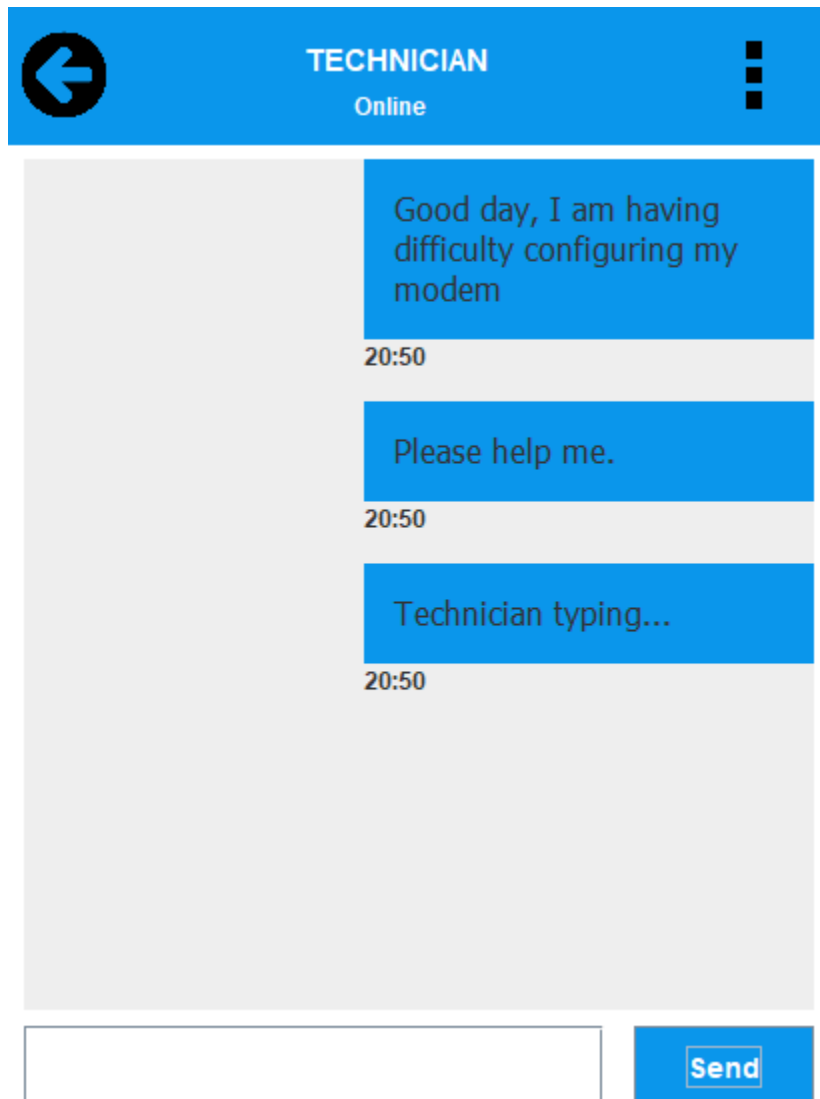 TECHNICIAN
Online
Good day, I am having
difficulty configuring my
modem
20:50
Please help me.
20:50
Technician typing...
20:50
Send